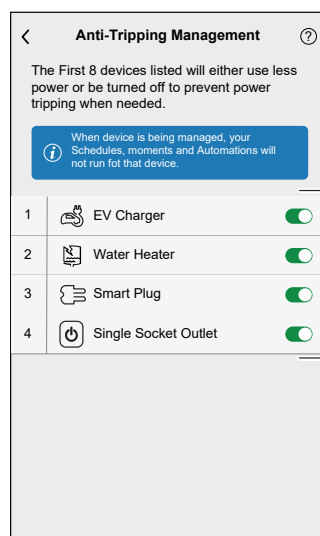 Anti-Tripping Management ?
The First 8 devices listed will either use less
power or be turned off to prevent power
tripping when needed.
When device is being managed, your
i Schedules, moments and Automations will
not run fot that device.
1 EV Charger
2 Water Heater
3 Smart Plug
4 Single Socket Outlet